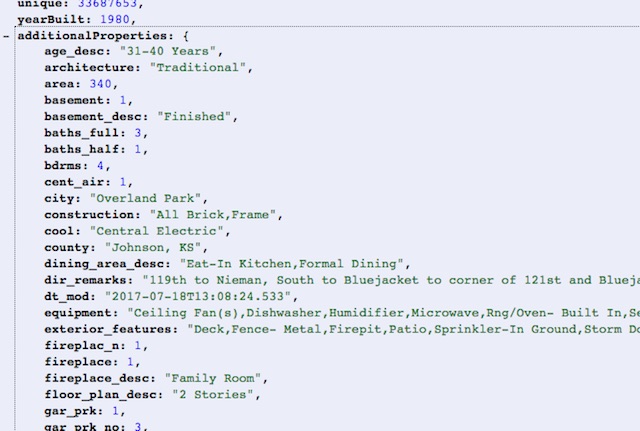 unique: 33687653,
yearBuilt: 1980,
- additionalProperties: {
age_desc: "31-40 Years",
architecture: "Traditional",
area: 340,
basement: 1,
basement_desc: "Finished",
baths_full: 3,
baths_half: 1,
bdrms: 4,
cent_air: 1,
city: "Overland Park",
construction: "All Brick,Frame",
cool: "Central Electric",
county: "Johnson, KS",
dining_area_desc: "Eat-In Kitchen,Formal Dining",
dir_remarks: "119th to Nieman, South to Bluejacket to corner of 121st and Blueja
dt_mod: "2017-07-18T13:08:24.533",
equipment: "Ceiling Fan(s),Dishwasher,Humidifier,Microwave,Rng/Oven- Built In,Se
exterior_features: "Deck,Fence- Metal,Firepit,Patio,Sprinkler-In Ground,Storm Do
fireplac_n: 1,
fireplace: 1,
fireplace_desc: "Family Room",
floor_plan_desc: "2 Stories",
gar_prk: 1,
gar_prk_no: 3,